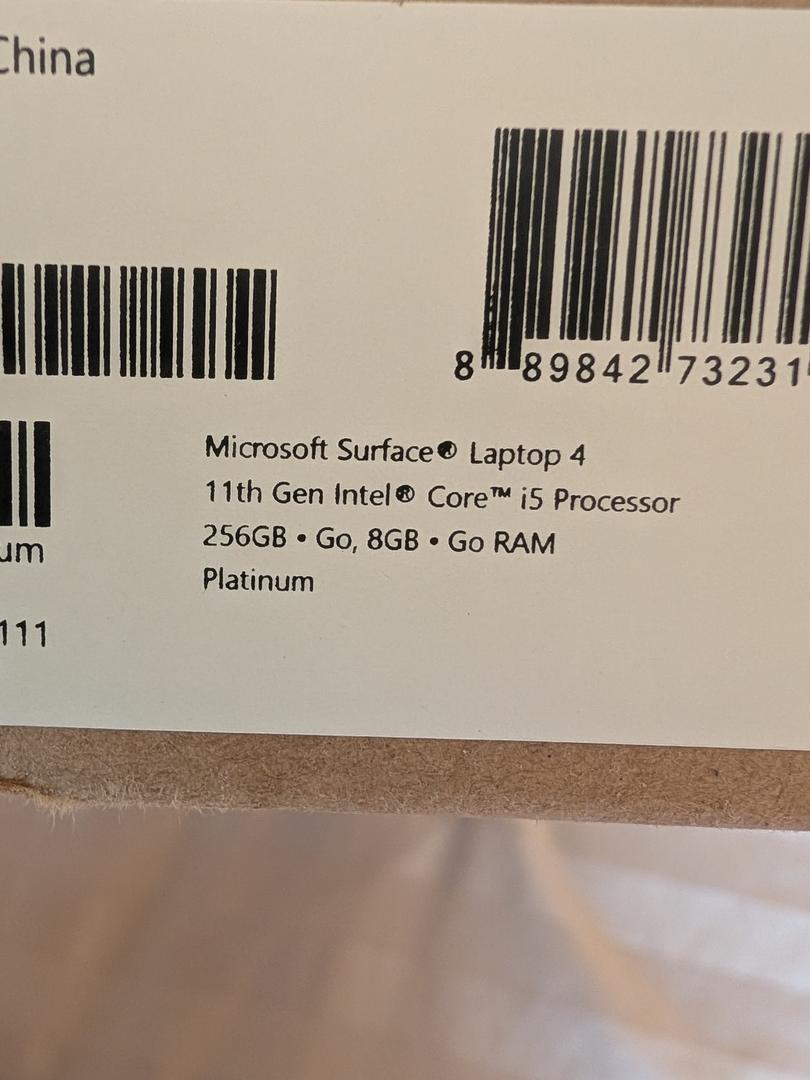 China
8 89842 73231
Microsoft Surface® Laptop 4
11th Gen Intel® Core™ i5 Processor
256GB • Go, 8GB • Go RAM
Platinum
um
111